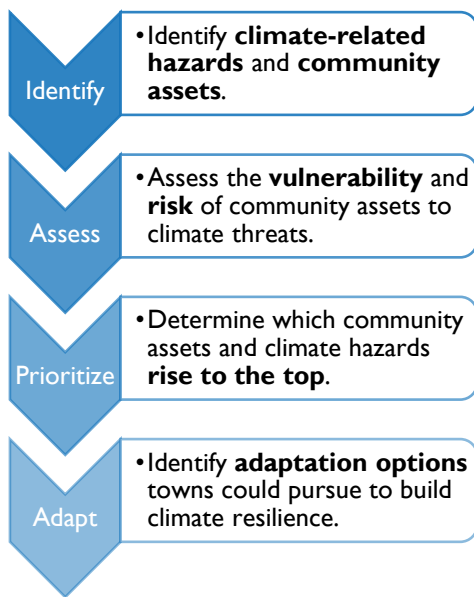 Identify
•Identify climate-related
hazards and community
assets.
Assess
•Assess the vulnerability and
risk of community assets to
climate threats.
Prioritize
•Determine which community
assets and climate hazards
rise to the top.
Adapt
•Identify adaptation options
towns could pursue to build
climate resilience.